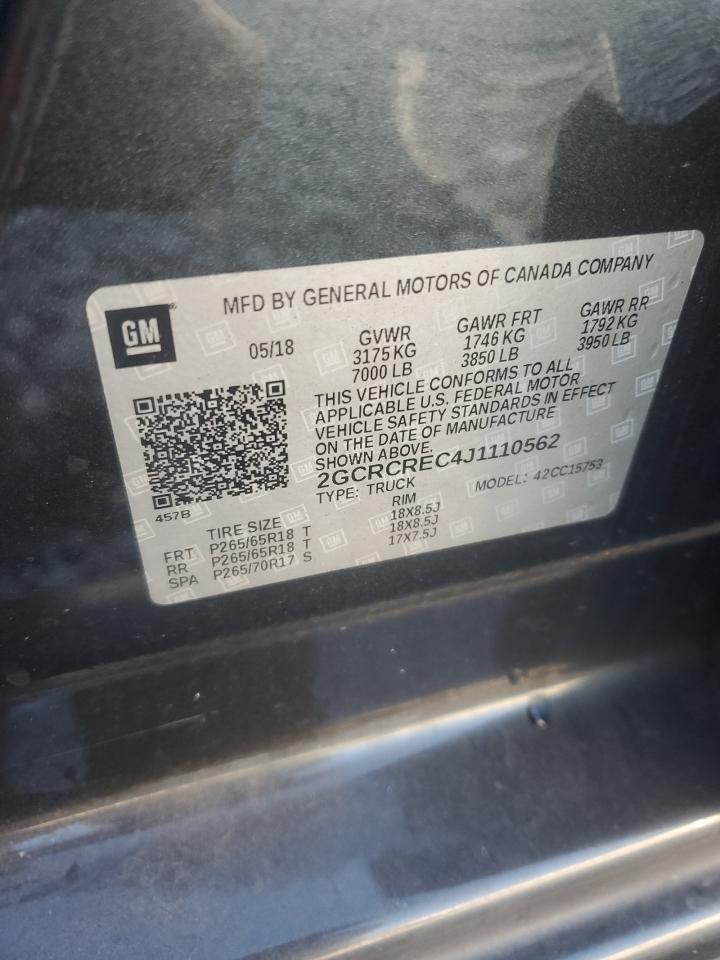 GM
MFD BY GENERAL MOTORS OF CANADA COMPANY
05/18
GVWR
3175 KG
7000 LB
GAWR FRT
1746 KG
3850 LB
GAWR RR
1792 KG
3950 LB
THIS VEHICLE CONFORMS TO ALL
APPLICABLE U.S. FEDERAL MOTOR
VEHICLE SAFETY STANDARDS IN EFFECT
ON THE DATE OF MANUFACTURE
SHOWN ABOVE.
2GCRCREC4J1110562
TYPE: TRUCK
MODEL: 42CC15753
457B
TIRE SIZE RIM
FRT P265/65R18 T 18X8.5J
RR P265/65R18 T 18X8.5J
SPA P265/70R17 S 17X7.5J